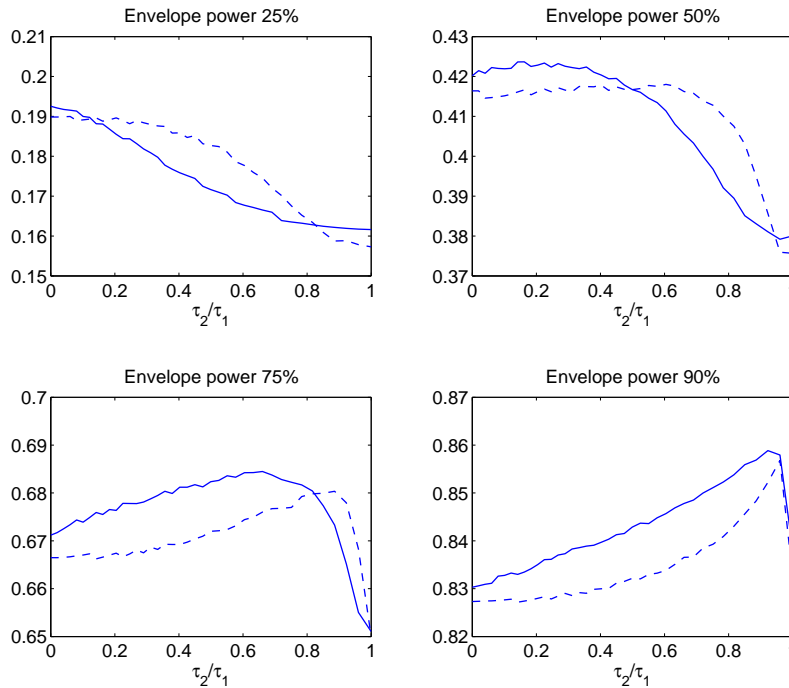 Envelope power 25%
0.21
0.2
0.19
0.18
0.17
0.16
0.15
0 0.2 0.4 0.6 0.8 1
τ2/τ1
Envelope power 50%
0.43
0.42
0.41
0.4
0.39
0.38
0.37
0 0.2 0.4 0.6 0.8
τ2/τ1
Envelope power 75%
0.7
0.69
0.68
0.67
0.66
0.65
0 0.2 0.4 0.6 0.8 1
τ2/τ1
Envelope power 90%
0.87
0.86
0.85
0.84
0.83
0.82
0 0.2 0.4 0.6 0.8
τ2/τ1